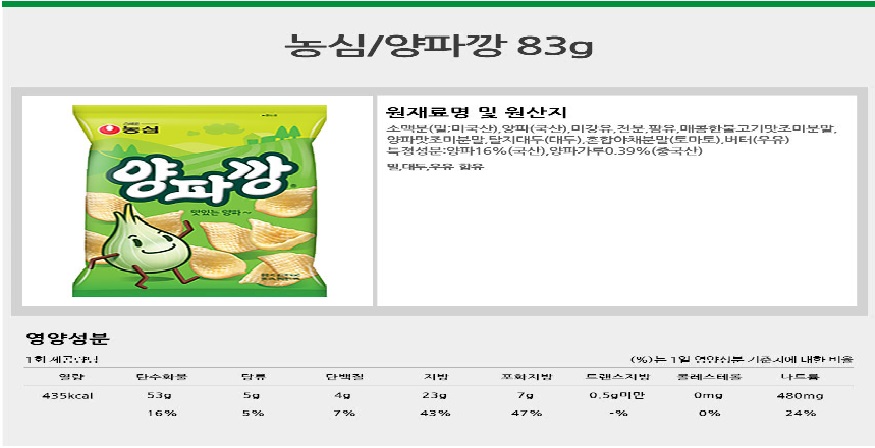 농심/양파깡 83g
농심
양파깡
맛있는 양파~
원재료명 및 원산지
소맥분(밀:미국산),양파(국산),미강유,전분,팜유,매콤한불고기맛조미분말,
양파맛조미분말,탈지대두(대두),혼합야채분말(토마토),버터(우유)
특정성분:양파16%(국산),양파가루0.39%(중국산)
밀,대두,우유 함유
영양성분
1회 제공량당 (%)는 1일 영양성분 기준치에 대한 비율
열량 탄수화물 당류 단백질 지방 포화지방 트랜스지방 콜레스테롤 나트륨
435kcal 53g 5g 4g 23g 7g 0.5g미만 0mg 480mg
16% 5% 7% 43% 47% -% 0% 24%